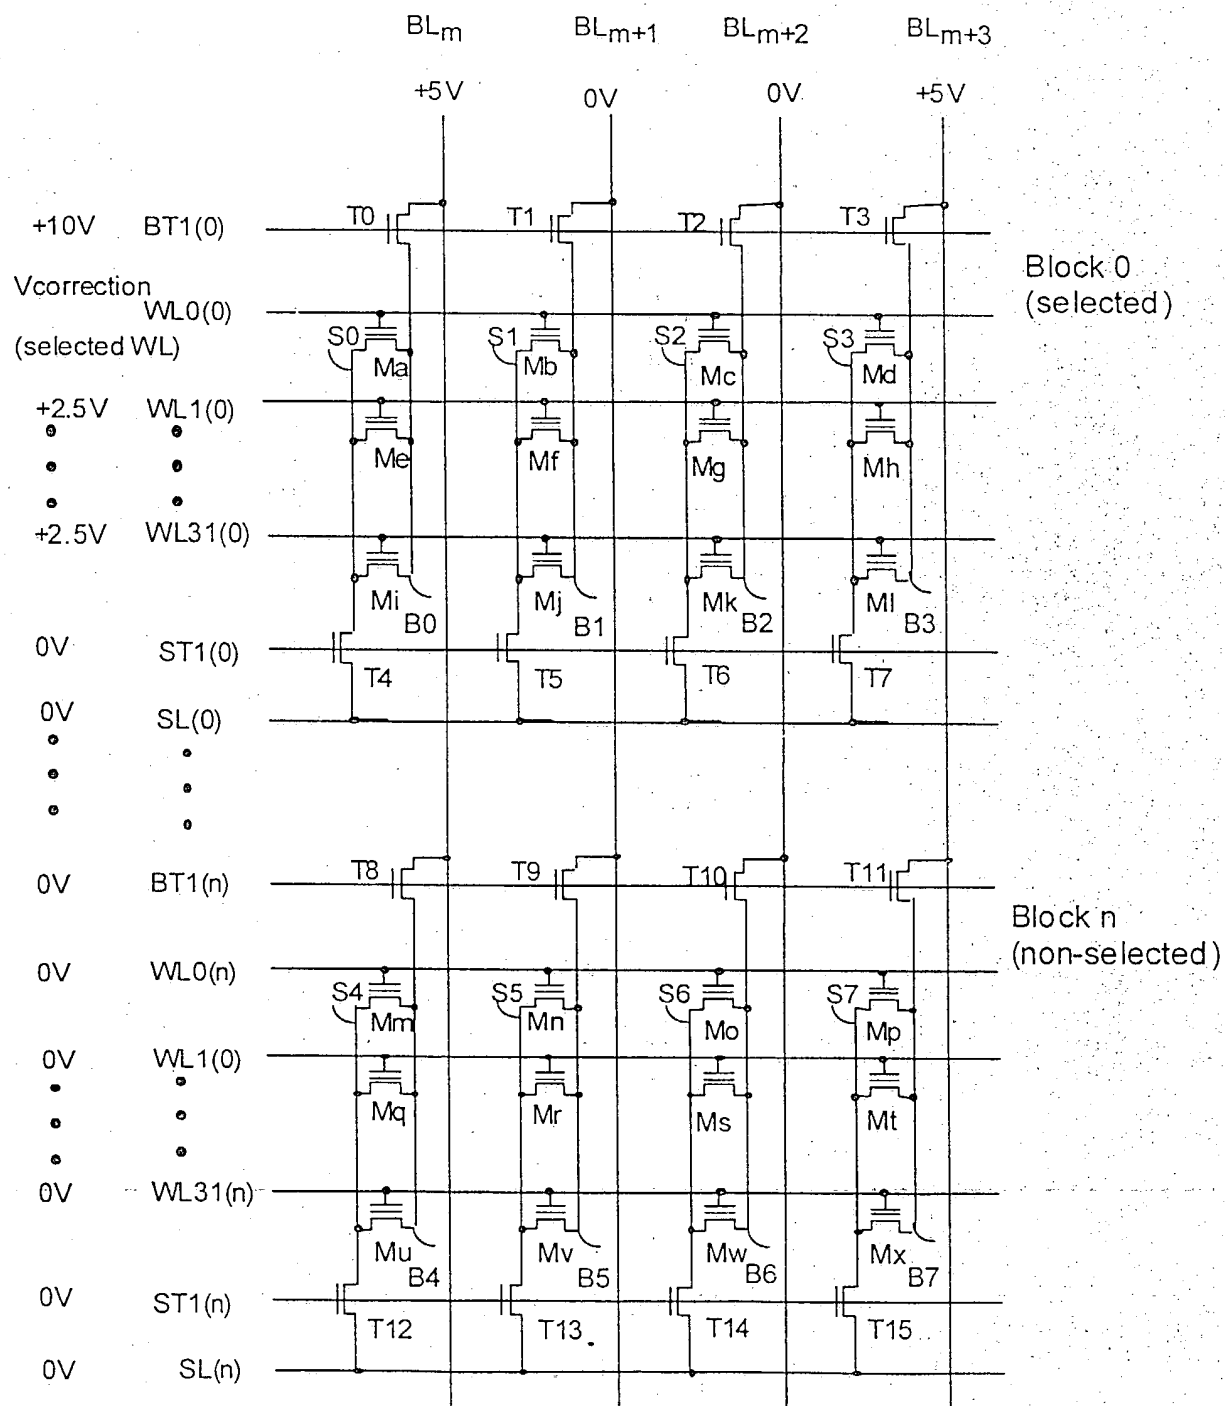 BLm BLm+1 BLm+2 BLm+3
+5V 0V 0V +5V
+10V BT1(0) T0 T1 T2 T3
Block 0
(selected)
Vcorrection
WL0(0)
(selected WL)
S0 S1 S2 S3
Ma Mb Mc Md
+2.5V WL1(0)
Me Mf Mg Mh
+2.5V WL31(0)
Mi Mj Mk Ml
B0 B1 B2 B3
0V ST1(0)
T4 T5 T6 T7
0V SL(0)
T8 T9 T10 T11
0V BT1(n)
Block n
(non-selected)
0V WL0(n)
S4 S5 S6 S7
Mm Mn Mo Mp
0V WL1(0)
Mq Mr Ms Mt
0V WL31(n)
Mu Mv Mw Mx
B4 B5 B6 B7
0V ST1(n)
T12 T13 T14 T15
0V SL(n)